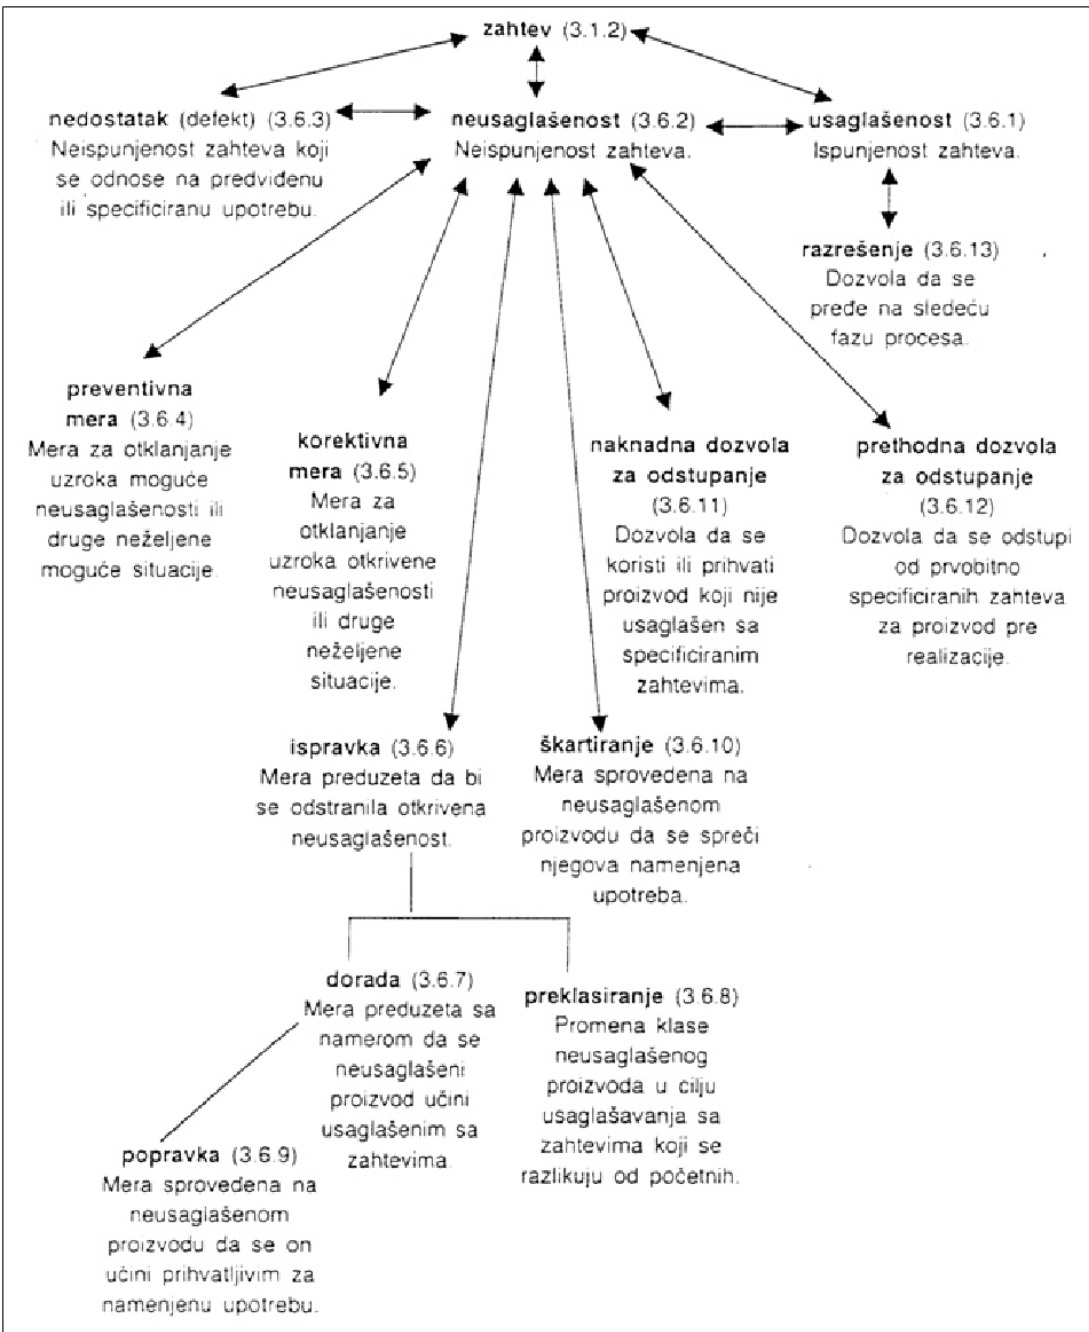 zahtev (3.1.2)
nedostatak (defekt) (3.6.3)
Neispunjenost zahteva koji
se odnose na predviđenu
ili specificiranu upotrebu.
neusaglašenost (3.6.2)
Neispunjenost zahteva.
usaglašenost (3.6.1)
Ispunjenost zahteva.
razrešenje (3.6.13)
Dozvola da se
pređe na sledeću
fazu procesa.
preventivna
mera (3.6.4)
Mera za otklanjanje
uzroka moguće
neusaglašenosti ili
druge neželjene
moguće situacije.
korektivna
mera (3.6.5)
Mera za
otklanjanje
uzroka otkrivene
neusaglašenosti
ili druge
neželjene
situacije.
naknadna dozvola
za odstupanje
(3.6.11)
Dozvola da se
koristi ili prihvati
proizvod koji nije
usaglašen sa
specificiranim
zahtevima.
prethodna dozvola
za odstupanje
(3.6.12)
Dozvola da se odstupi
od prvobitno
specificiranih zahteva
za proizvod pre
realizacije.
ispravka (3.6.6)
Mera preduzeta da bi
se odstranila otkrivena
neusaglašenost.
škartiranje (3.6.10)
Mera sprovedena na
neusaglašenom
proizvodu da se spreči
njegova namenjena
upotreba.
dorada (3.6.7)
Mera preduzeta sa
namerom da se
neusaglašeni
proizvod učini
usaglašenim sa
zahtevima.
preklasiranje (3.6.8)
Promena klase
neusaglašenog
proizvoda u cilju
usaglašavanja sa
zahtevima koji se
razlikuju od početnih.
popravka (3.6.9)
Mera sprovedena na
neusaglašenom
proizvodu da se on
učini prihvatljivim za
namenjenu upotrebu.